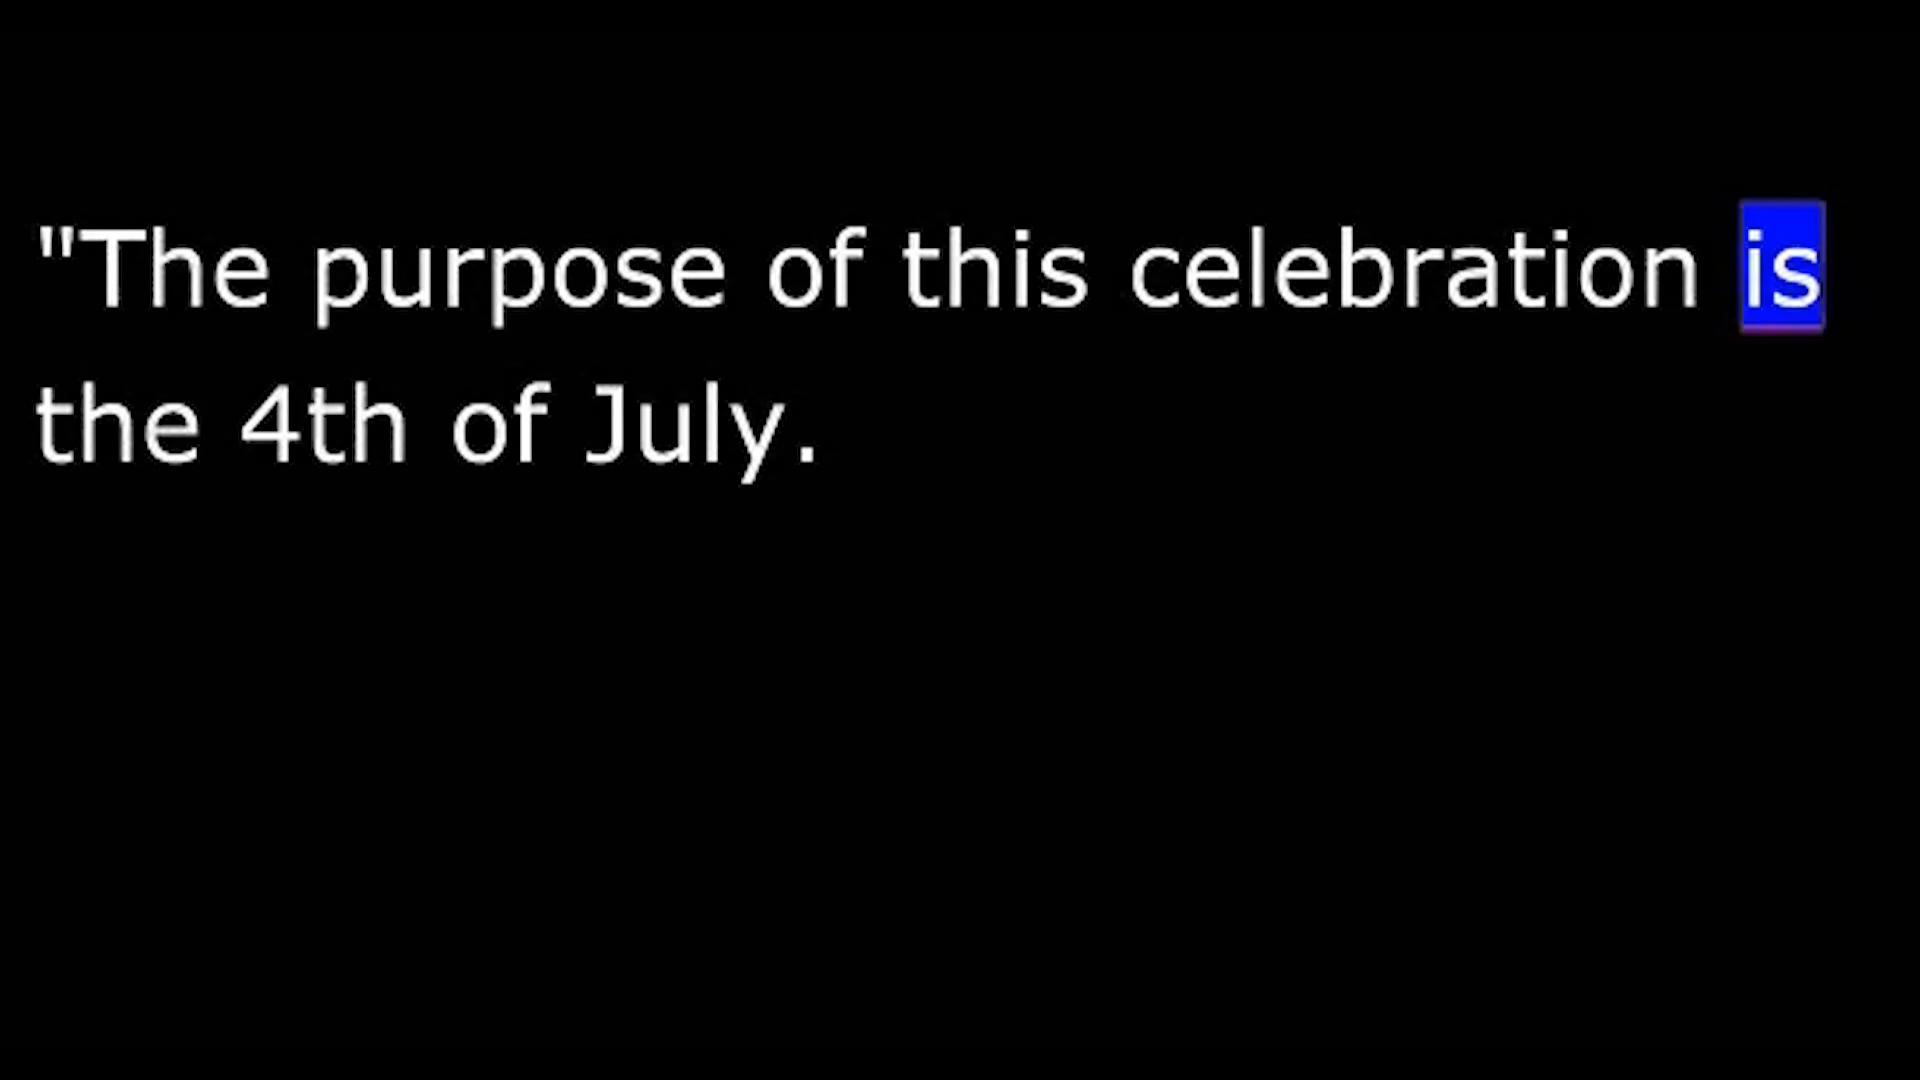 "The purpose of this celebration is
the 4th of July.